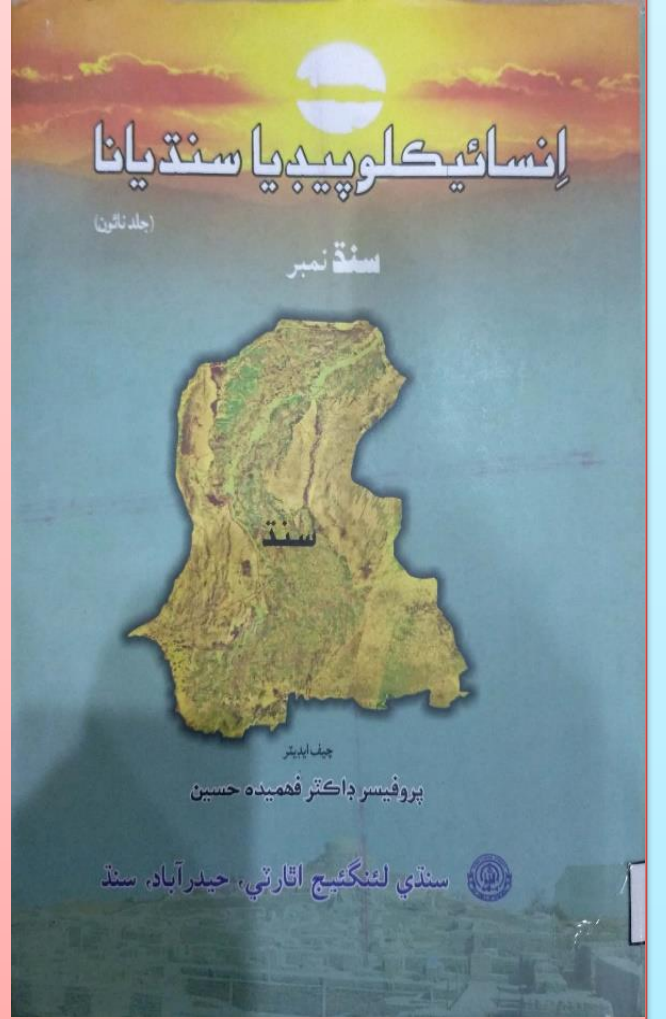 اِنسائيڪلوپيڊيا سنڌيانا
(جلد نائون)
سنڌ نمبر
سنڌ
چيف ايڊيٽر
پروفيسر ڊاڪٽر فهميده حسين
سنڌي لئنگئيج اٿارٽي، حيدرآباد، سنڌ